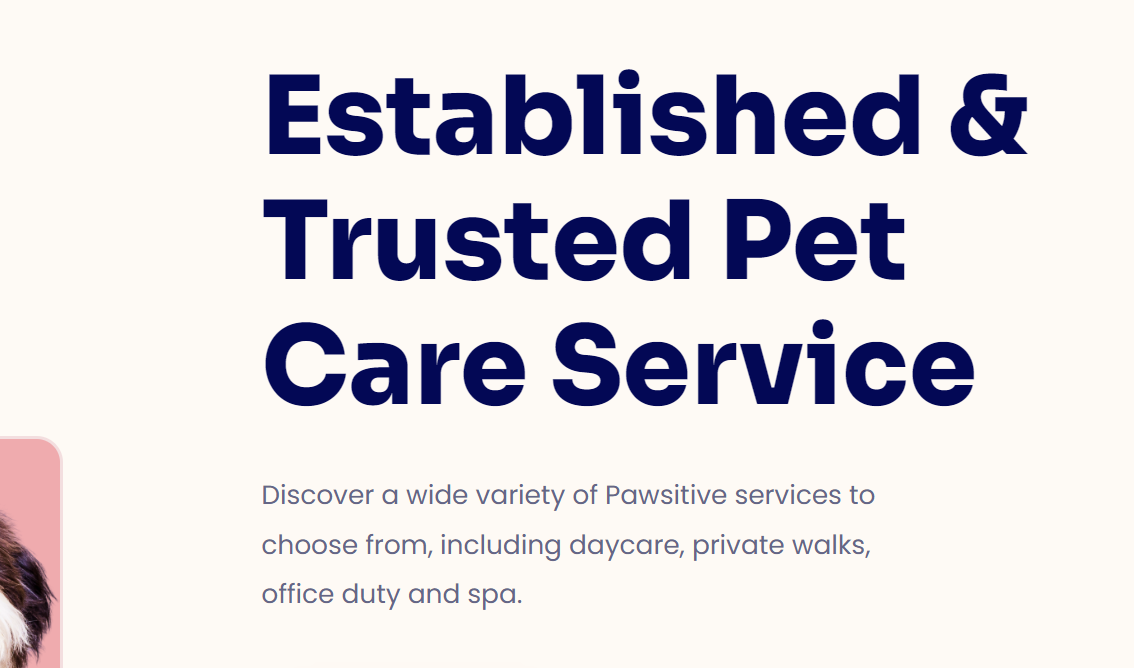 Established &
Trusted Pet
Care Service
Discover a wide variety of Pawsitive services to
choose from, including daycare, private walks,
office duty and spa.